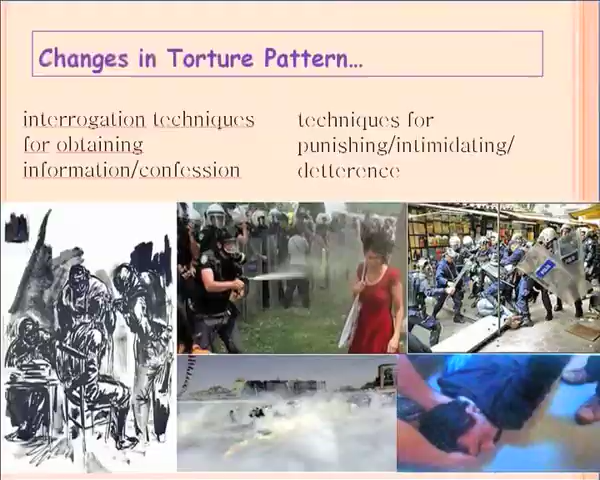 Changes in Torture Pattern...
interrogation techniques
for obtaining
information/confession
techniques for
punishing/intimidating/
detterence